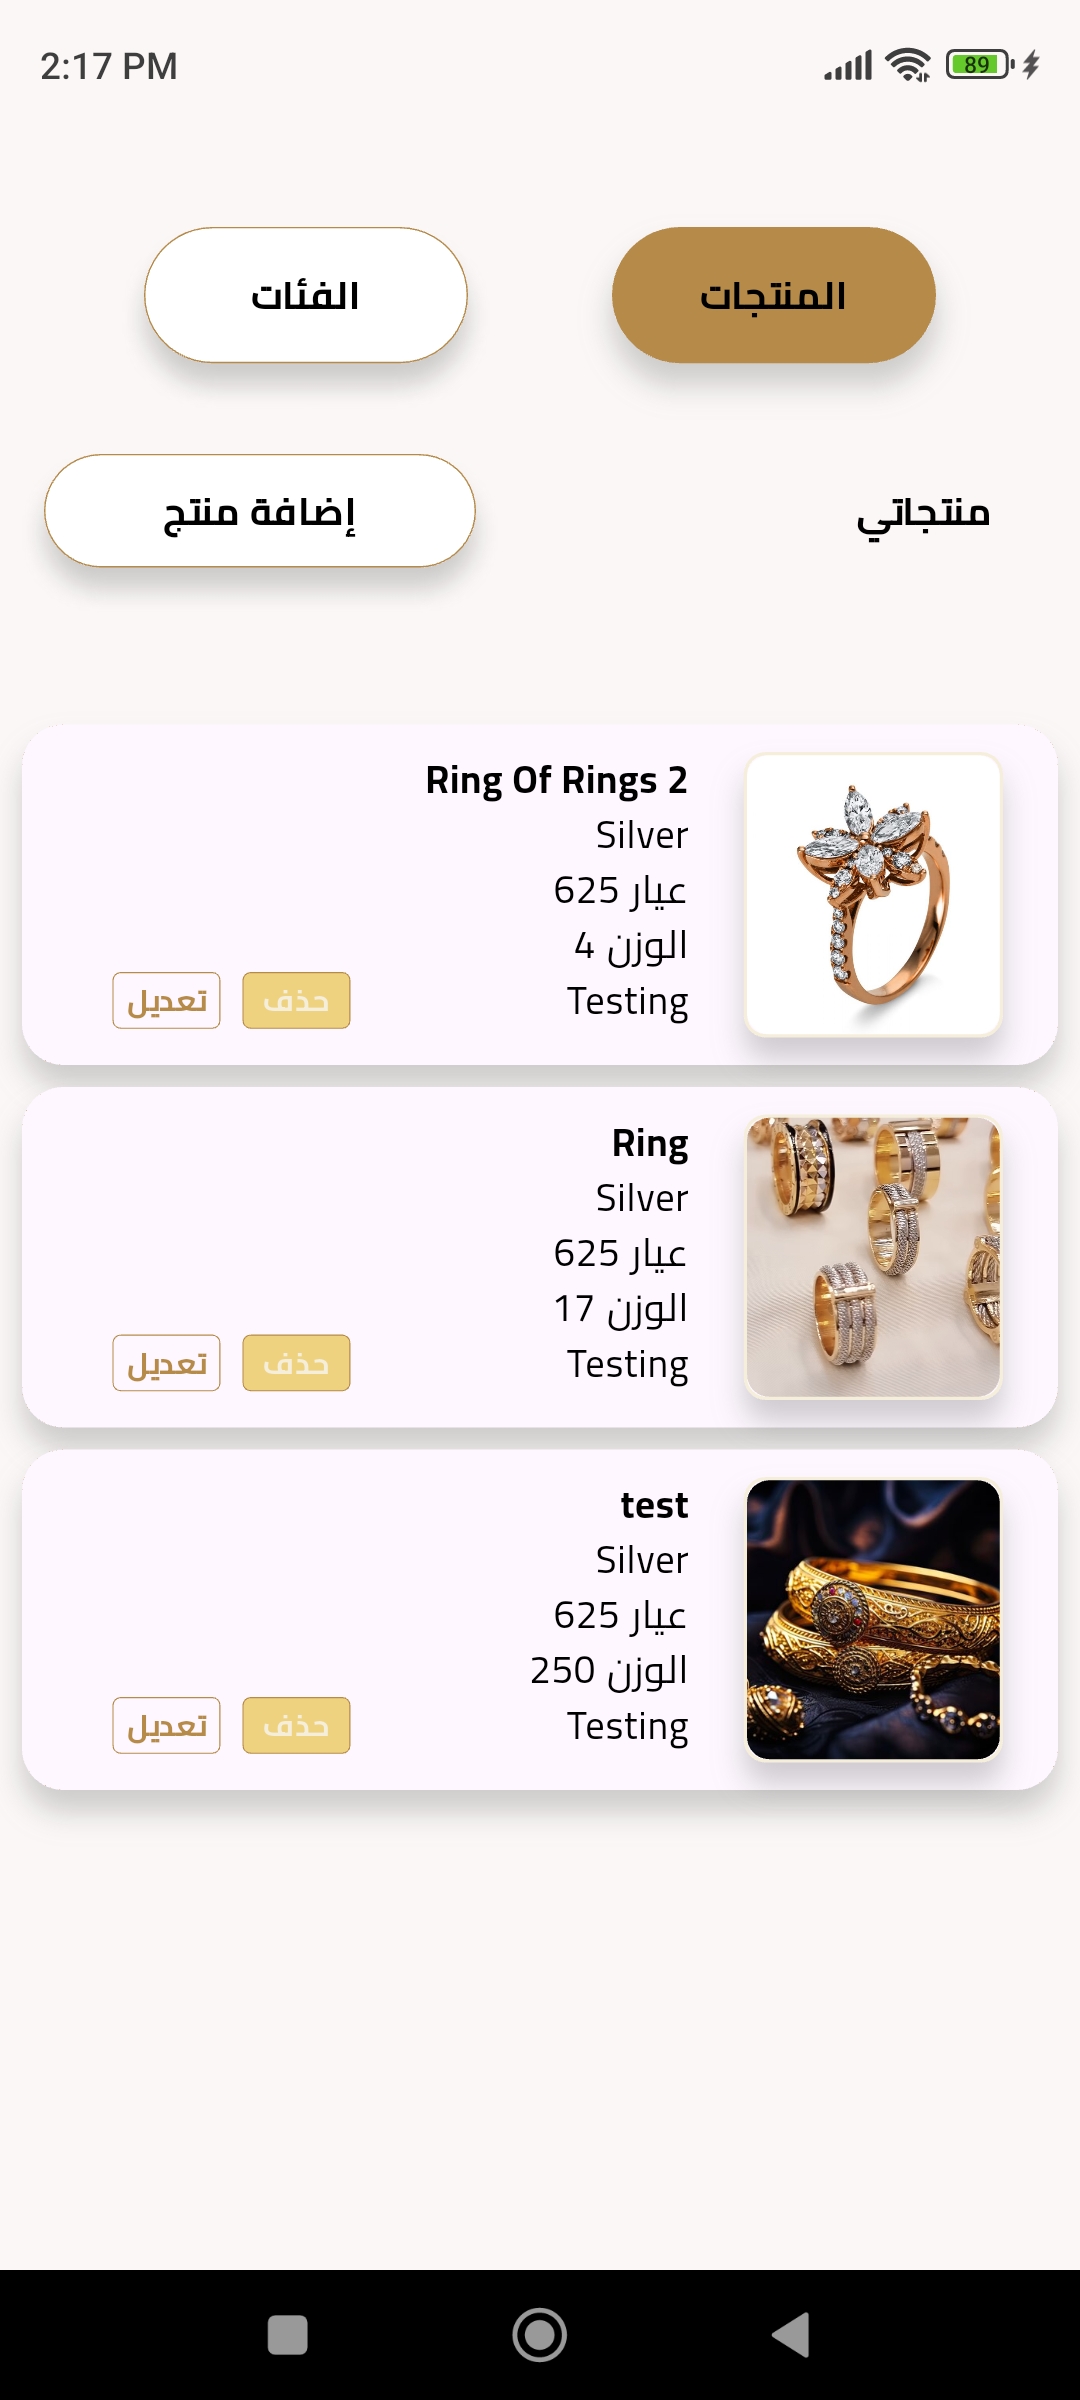 2:17 PM
89
المنتجات
الفئات
منتجاتي
إضافة منتج
Ring Of Rings 2
Silver
عيار 625
الوزن 4
Testing
حذف
تعديل
Ring
Silver
عيار 625
الوزن 17
Testing
حذف
تعديل
test
Silver
عيار 625
الوزن 250
Testing
حذف
تعديل